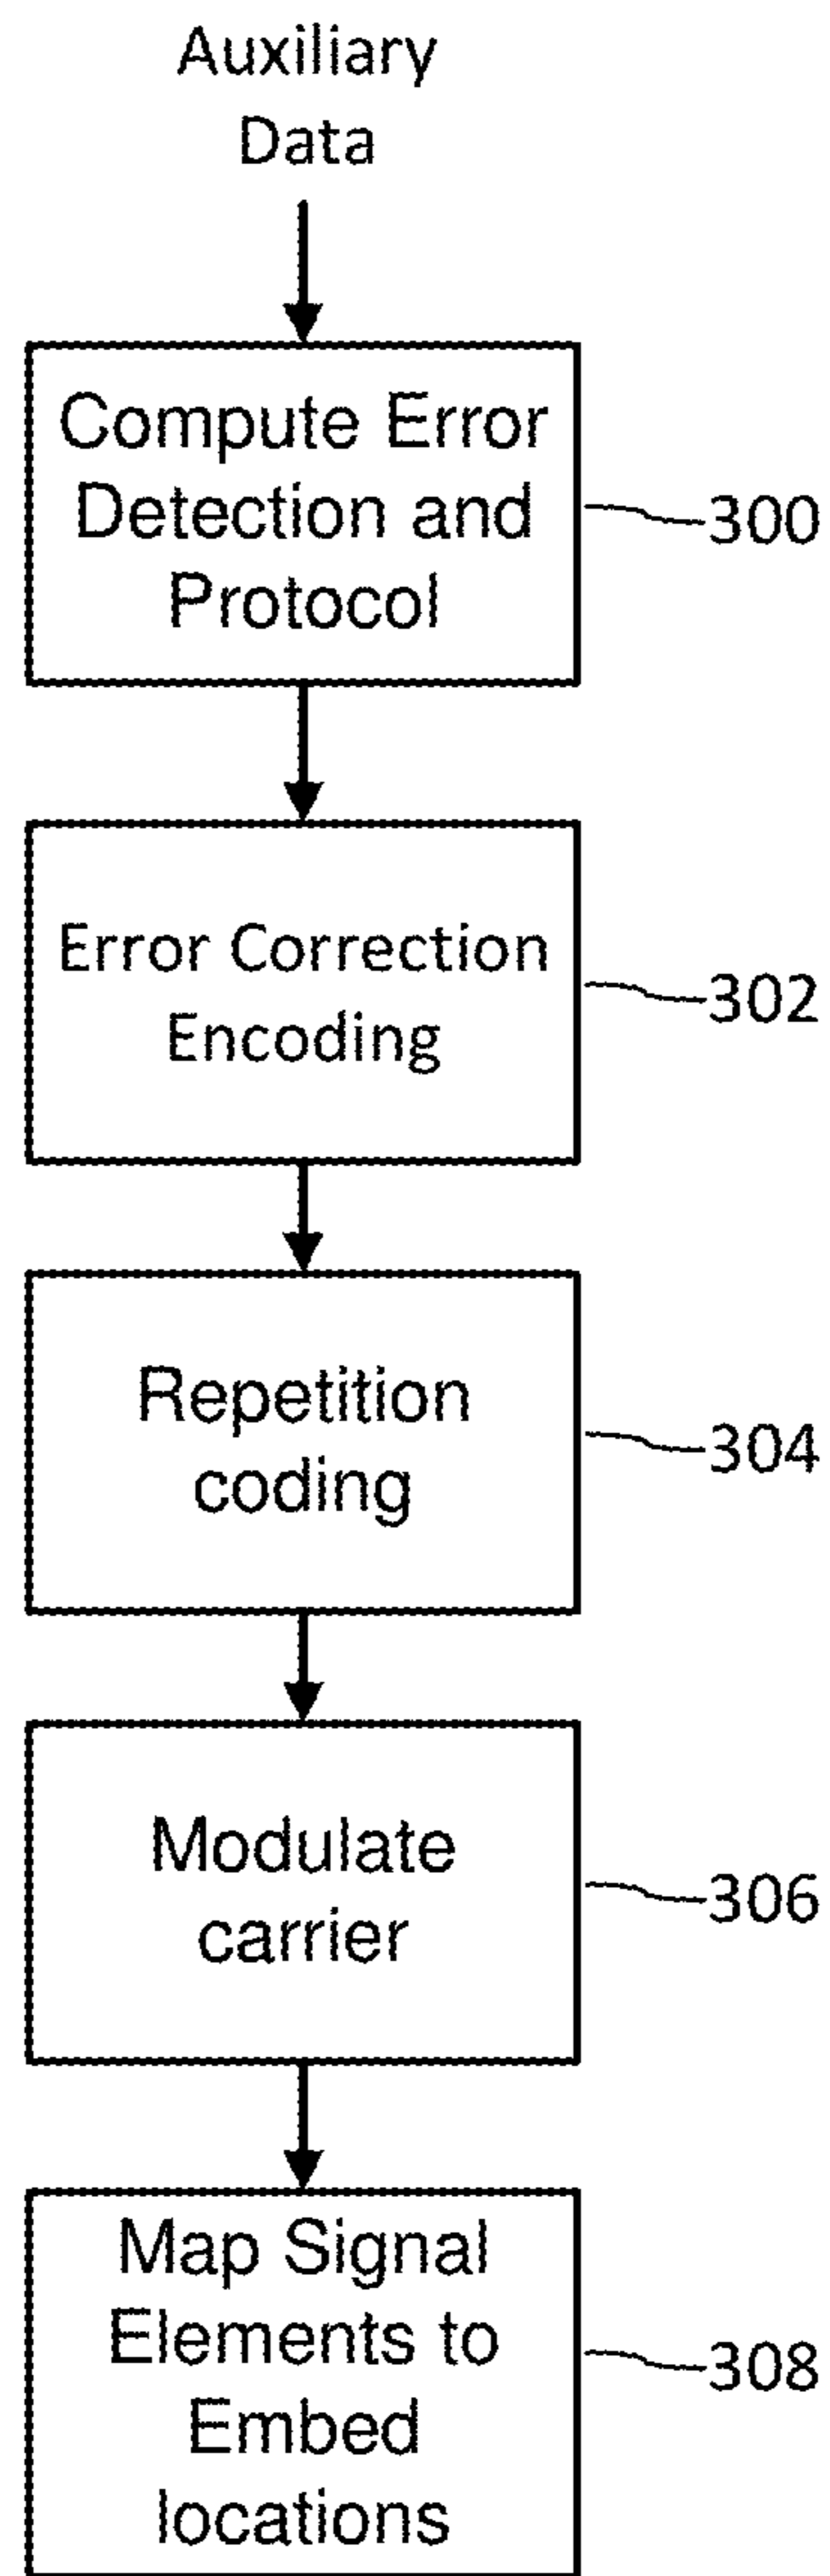 Auxiliary
Data
Compute Error
Detection and
Protocol
300
Error Correction
Encoding
302
Repetition
coding
304
Modulate
carrier
306
Map Signal
Elements to
Embed
locations
308